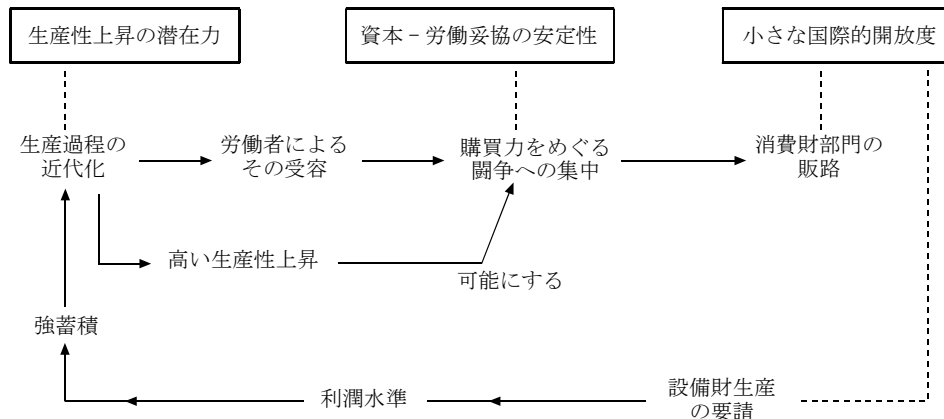 生産性上昇の潜在力
資本－労働妥協の安定性
小さな国際的開放度
生産過程の
近代化
労働者による
その受容
購買力をめぐる
闘争への集中
消費財部門の
販路
高い生産性上昇
可能にする
強蓄積
利潤水準
設備財生産
の要請